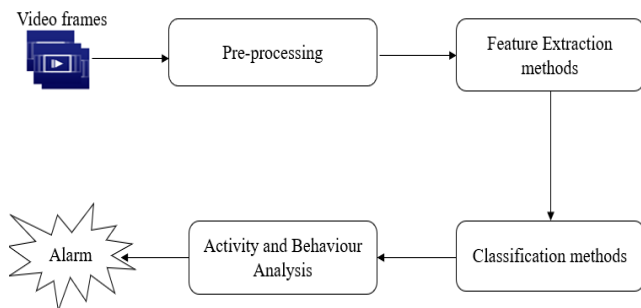 Video frames
Pre-processing
Feature Extraction
methods
Classification methods
Activity and Behaviour
Analysis
Alarm